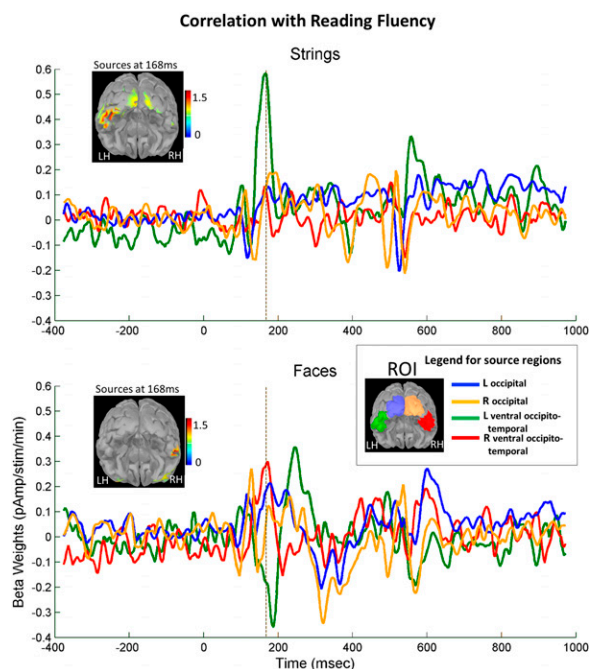 Correlation with Reading Fluency
Strings
Sources at 168ms
1.5
0
LH
RH
0.6
0.5
0.4
0.3
0.2
0.1
0
-0.1
-0.2
-0.3
0.4
-400
-200
0
200
400
600
800
1000
Faces
Sources at 168ms
1.5
0
LH
RH
Legend for source regions
ROI
LH
RH
L occipital
R occipital
L ventral occipito-
temporal
R ventral occipito-
temporal
0.6
0.5
0.4
0.3
0.2
0.1
0
-0.1
-0.2
-0.3
-0.4
Beta Weights (pAmp/stim/min)
-400
-200
0
200
400
600
800
1000
Time (msec)